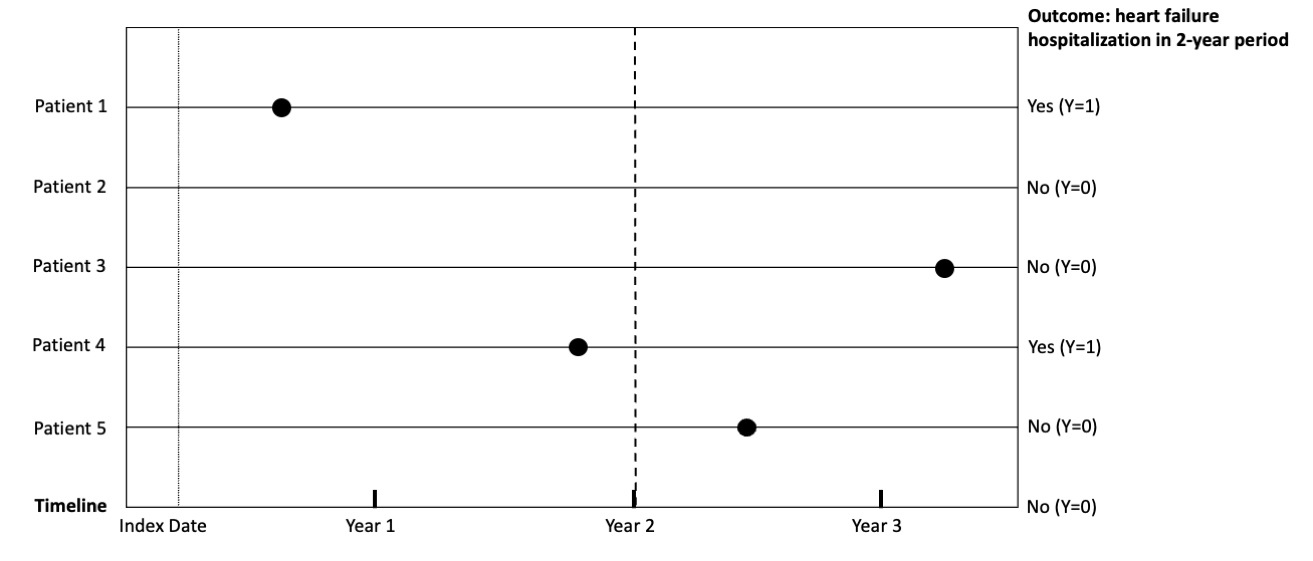 Outcome: heart failure
hospitalization in 2-year period
Patient 1 Yes (Y=1)
Patient 2 No (Y=0)
Patient 3 No (Y=0)
Patient 4 Yes (Y=1)
Patient 5 No (Y=0)
Timeline No (Y=0)
Index Date Year 1 Year 2 Year 3